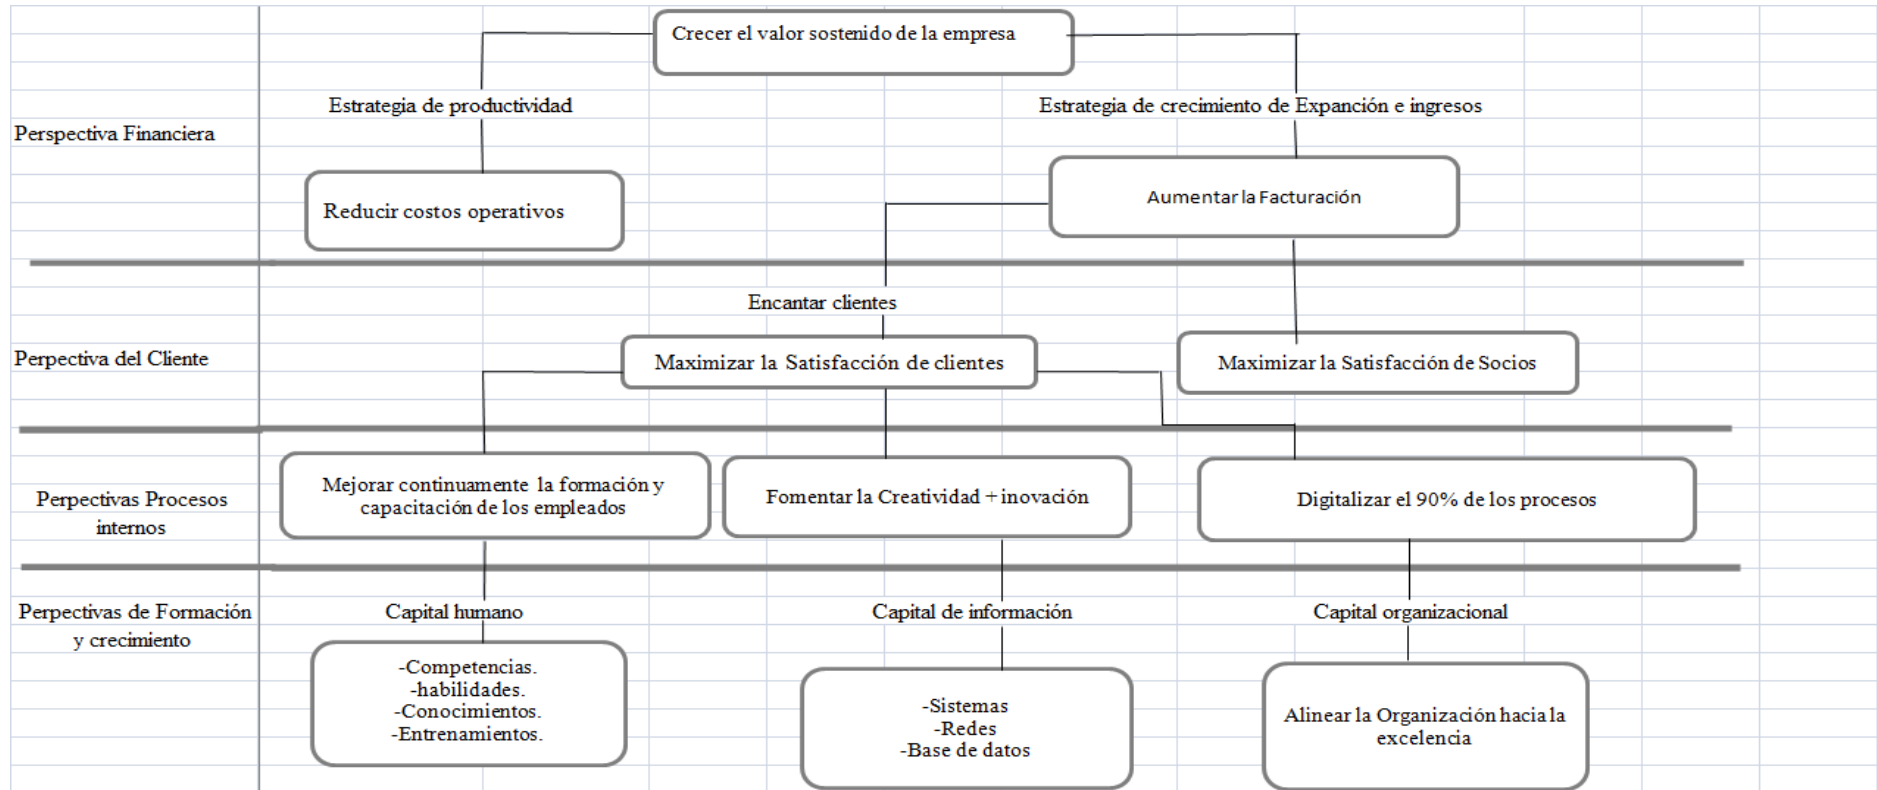 Crecer el valor sostenido de la empresa
Estrategia de productividad
Estrategia de crecimiento de Expanción e ingresos
Perspectiva Financiera
Reducir costos operativos
Aumentar la Facturación
Encantar clientes
Perpectiva del Cliente
Maximizar la Satisfacción de clientes
Maximizar la Satisfacción de Socios
Perpectivas Procesos
internos
Mejorar continuamente la formación y
capacitación de los empleados
Fomentar la Creatividad + inovación
Digitalizar el 90% de los procesos
Perpectivas de Formación
y crecimiento
Capital humano
Capital de información
Capital organizacional
-Competencias.
-habilidades.
-Conocimientos.
-Entrenamientos.
-Sistemas
-Redes
-Base de datos
Alinear la Organización hacia la
excelencia